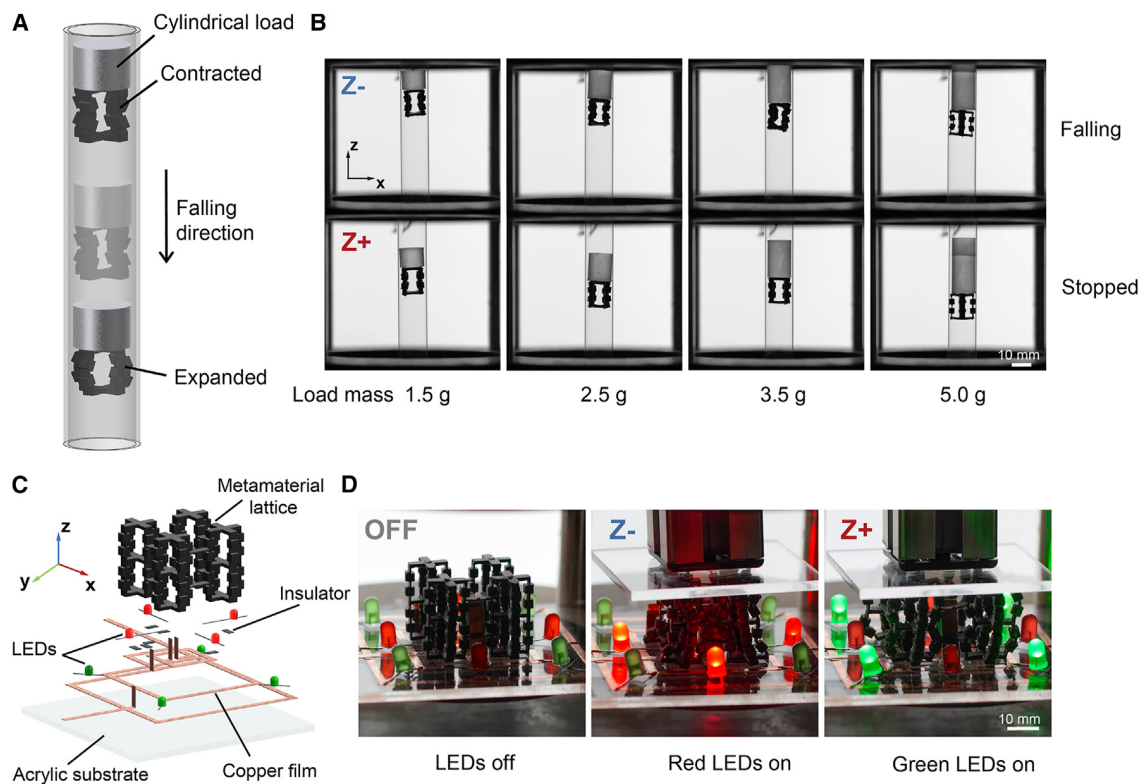 A
Cylindrical load
Contracted
Falling
direction
Expanded
B
Z-
z
x
Falling
Z+
Stopped
10 mm
Load mass 1.5 g 2.5 g 3.5 g 5.0 g
C
Metamaterial
lattice
z
y
x
Insulator
LEDs
Acrylic substrate
Copper film
D
OFF
Z-
Z+
10 mm
LEDs off
Red LEDs on
Green LEDs on